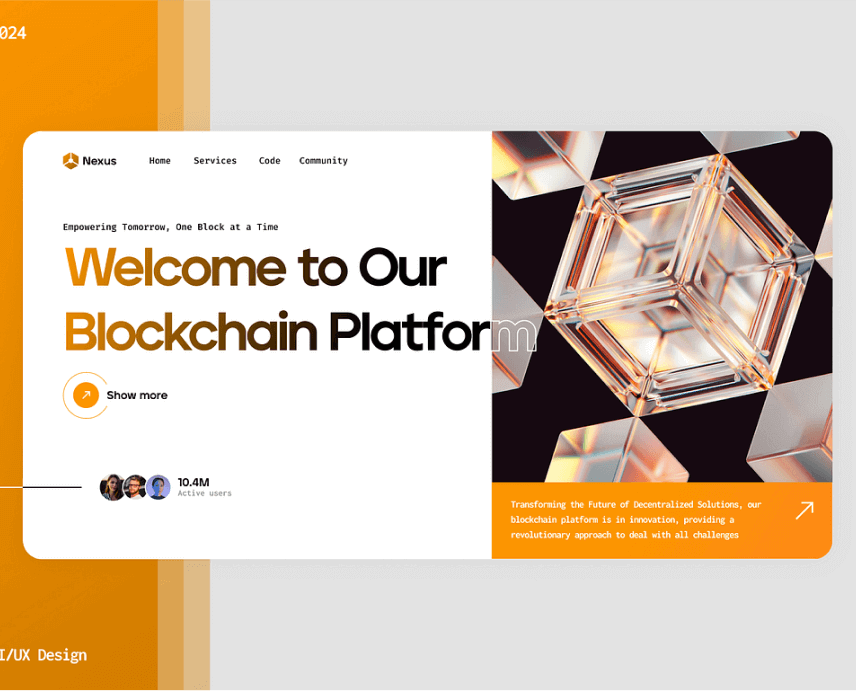 024
Nexus
Home Services Code Community
Empowering Tomorrow, One Block at a Time
Welcome to Our
Blockchain Platform
Show more
10.4M
Active users
Transforming the Future of Decentralized Solutions, our
blockchain platform is in innovation, providing a
revolutionary approach to deal with all challenges
I/UX Design